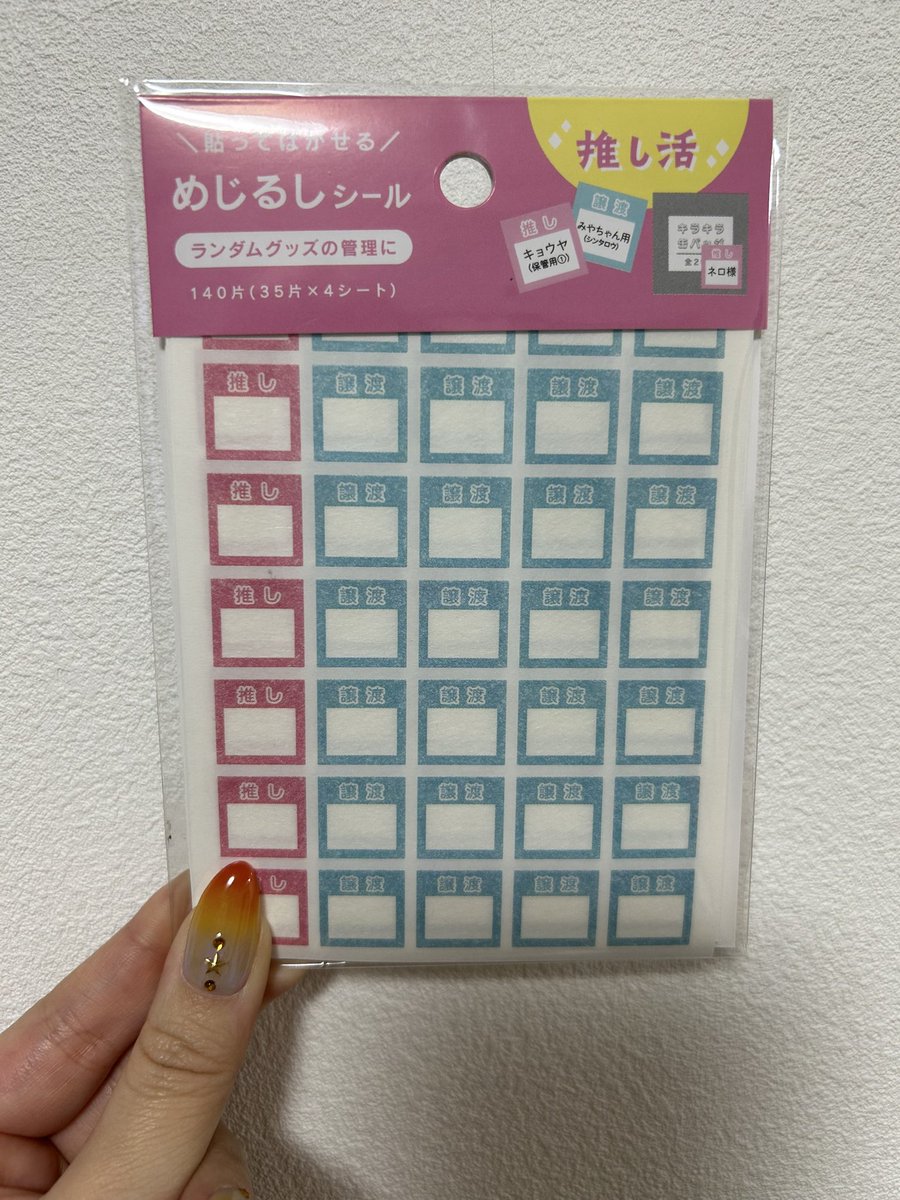 ＼貼ってはがせる／
めじるしシール
ランダムグッズの管理に
140片(35片×4シート)
推し活
推し
キョウヤ
(保管用①)
譲渡
みやちゃん用
(シンタロウ)
キラキラ
缶バッジ
全2
推し
ネロ様
推し 譲渡 譲渡 譲渡 譲渡
推し 譲渡 譲渡 譲渡 譲渡
推し 譲渡 譲渡 譲渡 譲渡
推し 譲渡 譲渡 譲渡 譲渡
推し 譲渡 譲渡 譲渡 譲渡
し 譲渡 譲渡 譲渡 譲渡